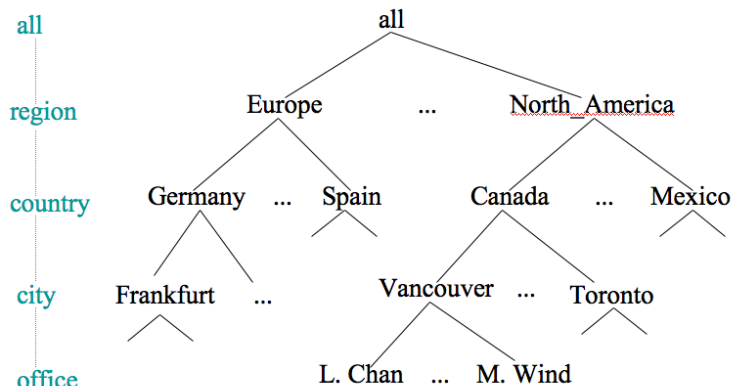 all all
region Europe ... North_America
country Germany ... Spain Canada ... Mexico
city Frankfurt ... Vancouver ... Toronto
office L. Chan ... M. Wind